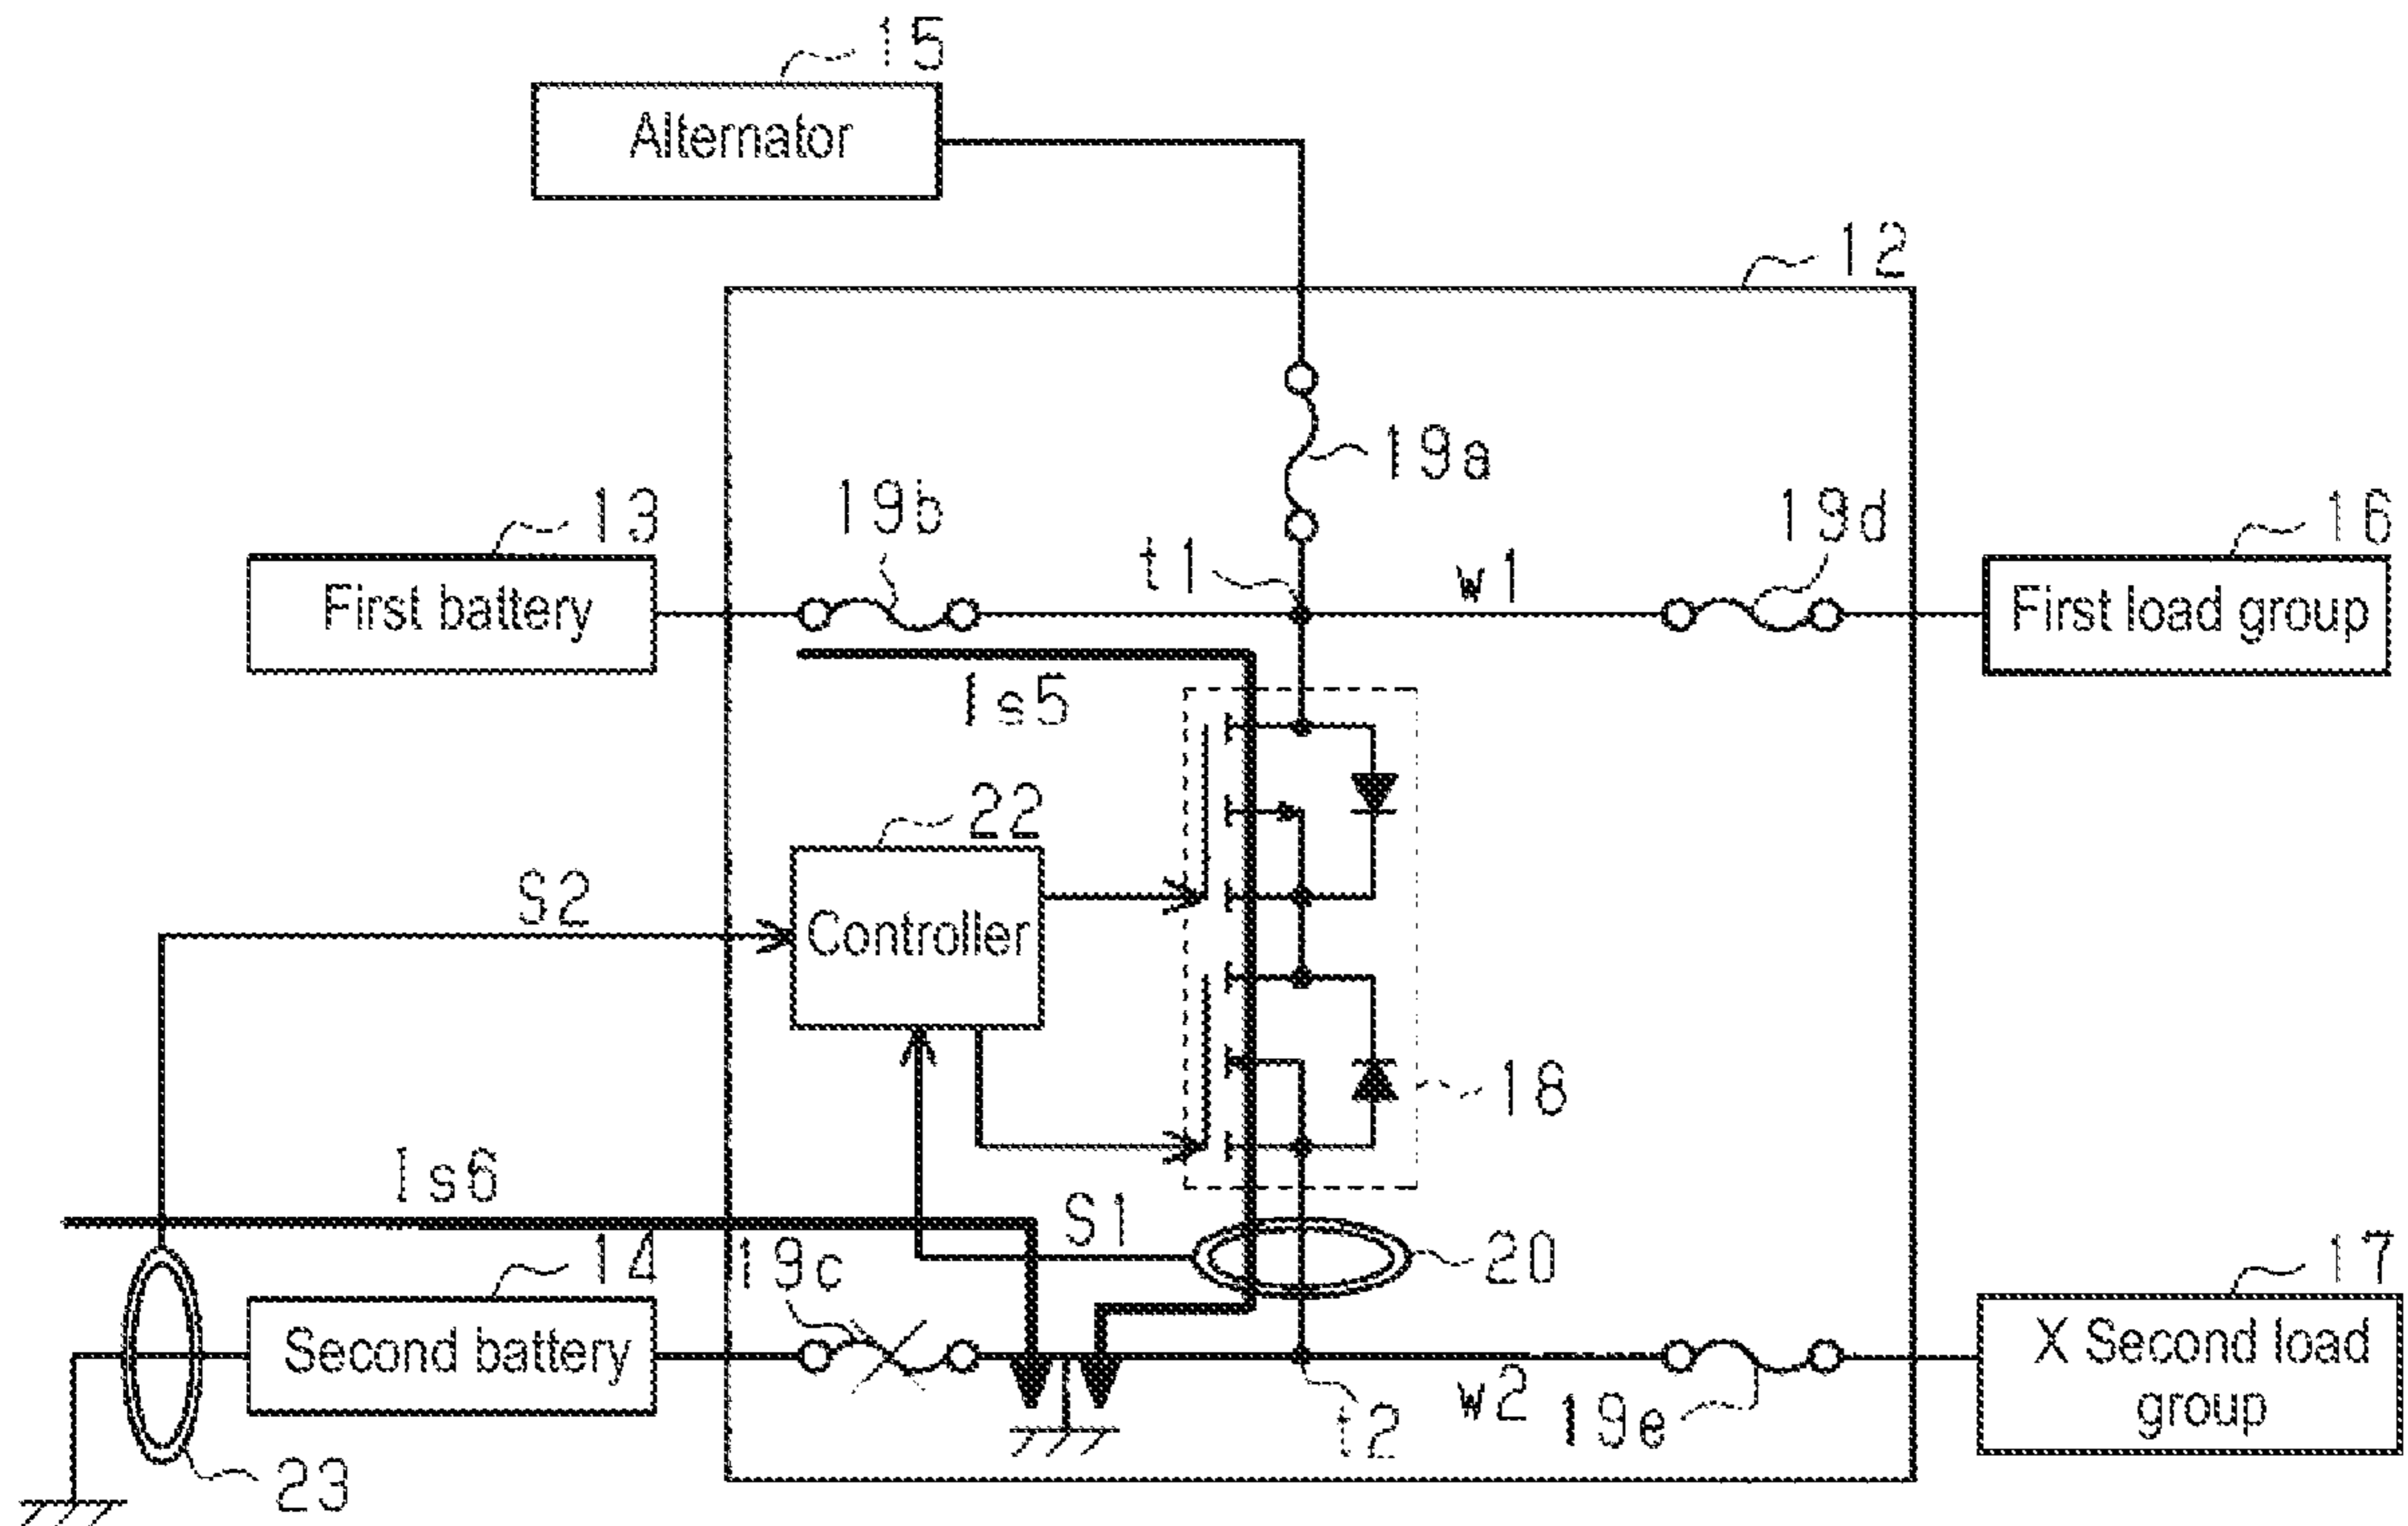 15
Alternator
12
19a
13
19b
19d
16
t1
w1
First battery
First load group
Is5
22
S2
Controller
18
Is6
S1
14
19c
20
17
Second battery
X Second load
group
w2
19e
t2
23